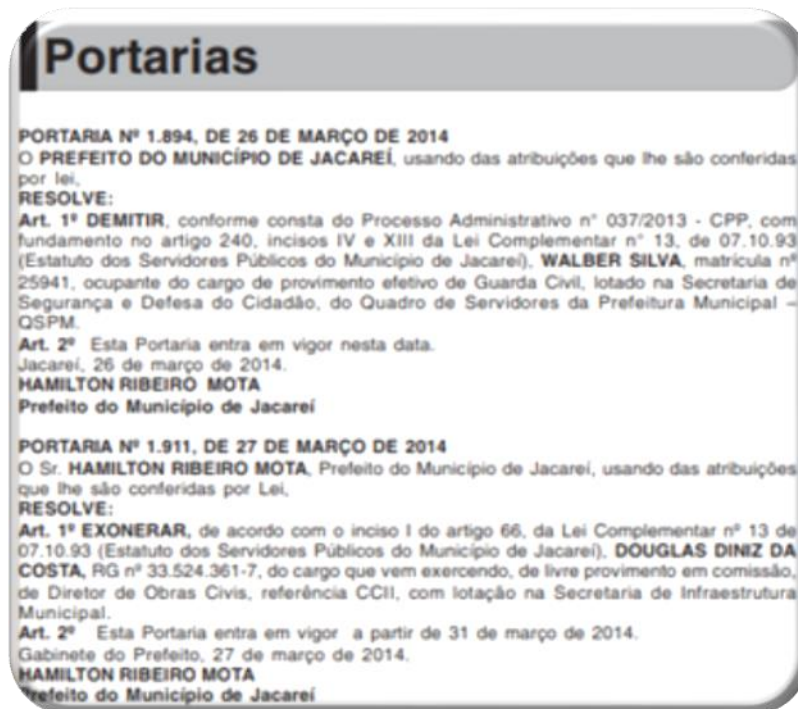 Portarias
PORTARIA Nº 1.894, DE 26 DE MARÇO DE 2014
O PREFEITO DO MUNICÍPIO DE JACAREÍ, usando das atribuições que lhe são conferidas
por lei,
RESOLVE:
Art. 1º DEMITIR, conforme consta do Processo Administrativo n° 037/2013 - CPP, com
fundamento no artigo 240, incisos IV e XIII da Lei Complementar n° 13, de 07.10.93
(Estatuto dos Servidores Públicos do Município de Jacareí), WALBER SILVA, matrícula nº
25941, ocupante do cargo de provimento efetivo de Guarda Civil, lotado na Secretaria de
Segurança e Defesa do Cidadão, do Quadro de Servidores da Prefeitura Municipal –
QSPM.
Art. 2º Esta Portaria entra em vigor nesta data.
Jacareí, 26 de março de 2014.
HAMILTON RIBEIRO MOTA
Prefeito do Município de Jacareí
PORTARIA Nº 1.911, DE 27 DE MARÇO DE 2014
O Sr. HAMILTON RIBEIRO MOTA, Prefeito do Município de Jacareí, usando das atribuições
que lhe são conferidas por Lei,
RESOLVE:
Art. 1º EXONERAR, de acordo com o inciso I do artigo 66, da Lei Complementar nº 13 de
07.10.93 (Estatuto dos Servidores Públicos do Município de Jacareí), DOUGLAS DINIZ DA
COSTA, RG nº 33.524.361-7, do cargo que vem exercendo, de livre provimento em comissão,
de Diretor de Obras Civis, referência CCII, com lotação na Secretaria de Infraestrutura
Municipal.
Art. 2º Esta Portaria entra em vigor a partir de 31 de março de 2014.
Gabinete do Prefeito, 27 de março de 2014.
HAMILTON RIBEIRO MOTA
Prefeito do Município de Jacareí